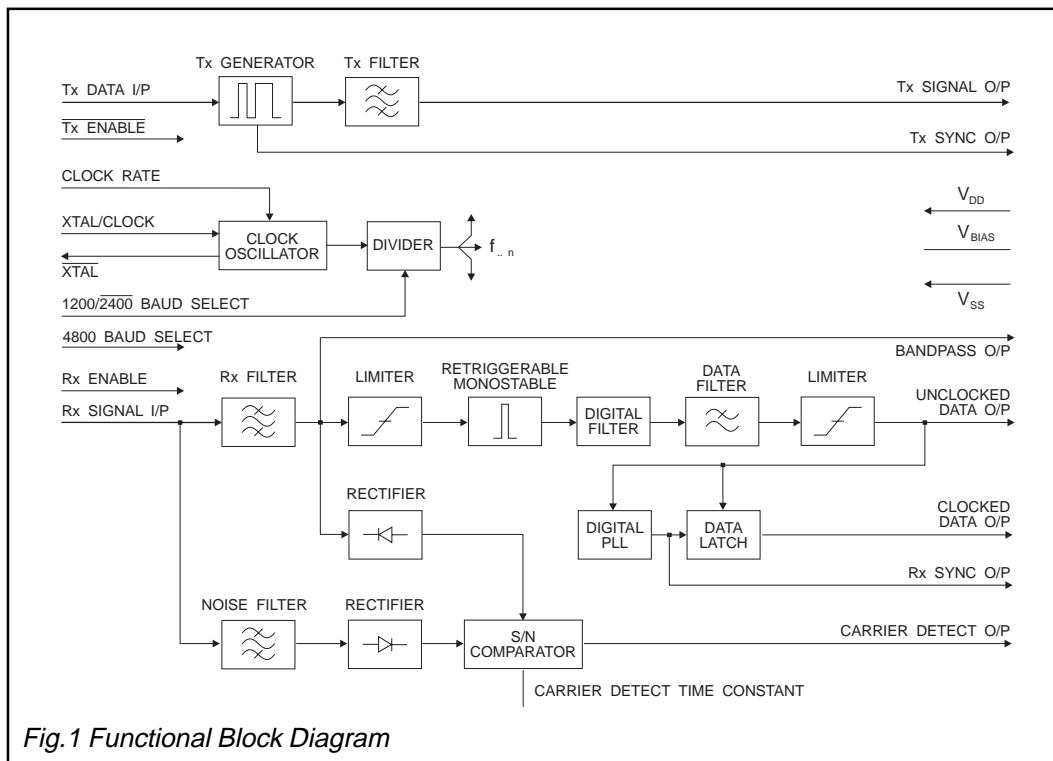 Tx GENERATOR
Tx FILTER
Tx DATA I/P
Tx SIGNAL O/P
Tx ENABLE
Tx SYNC O/P
CLOCK RATE
XTAL/CLOCK
CLOCK
OSCILLATOR
DIVIDER
f.. n
VDD
VBIAS
VSS
XTAL
1200/2400 BAUD SELECT
4800 BAUD SELECT
BANDPASS O/P
Rx ENABLE
Rx SIGNAL I/P
Rx FILTER
LIMITER
RETRIGGERABLE
MONOSTABLE
DIGITAL
FILTER
DATA
FILTER
LIMITER
UNCLOCKED
DATA O/P
RECTIFIER
DIGITAL
PLL
DATA
LATCH
CLOCKED
DATA O/P
Rx SYNC O/P
NOISE FILTER
RECTIFIER
S/N
COMPARATOR
CARRIER DETECT O/P
CARRIER DETECT TIME CONSTANT
Fig.1 Functional Block Diagram